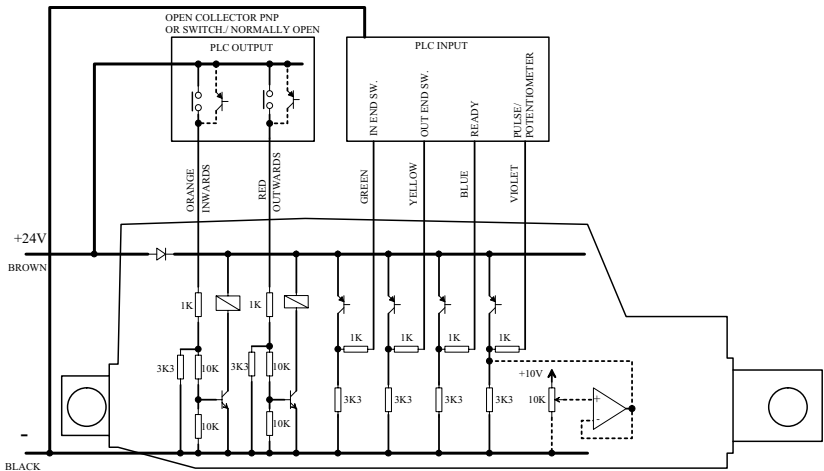 OPEN COLLECTOR PNP
OR SWITCH./ NORMALLY OPEN
PLC OUTPUT
PLC INPUT
IN END SW.
OUT END SW.
READY
PULSE/
POTENTIOMETER
ORANGE
INWARDS
RED
OUTWARDS
GREEN
YELLOW
BLUE
VIOLET
+24V
BROWN
1K
1K
1K
1K
1K
1K
3K3
10K
3K3
10K
+10V
3K3
3K3
3K3
3K3
10K
+
-
10K
10K
-
BLACK